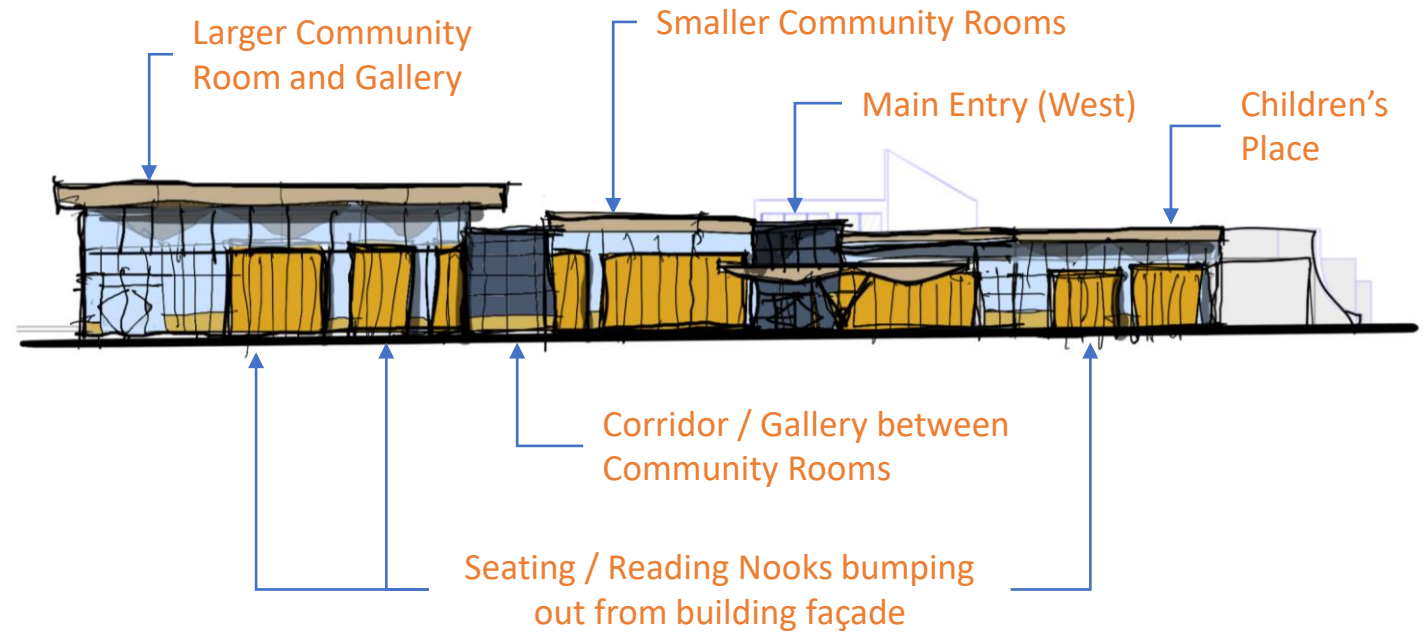 Larger Community
Room and Gallery
Smaller Community Rooms
Main Entry (West)
Children’s
Place
Corridor / Gallery between
Community Rooms
Seating / Reading Nooks bumping
out from building façade